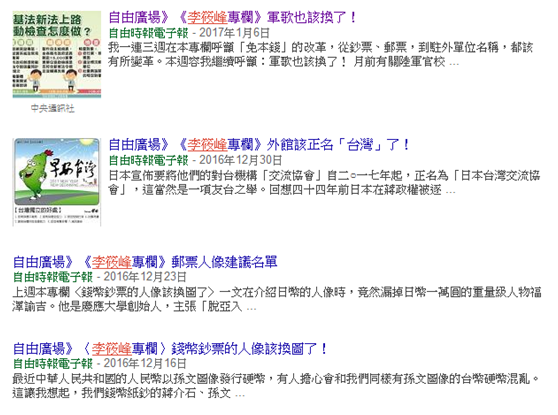 基法新法上路
動檢查怎麼做？
中央通訊社
自由廣場》《李筱峰專欄》軍歌也該換了！
自由時報電子報 - 2017年1月6日
我一連三週在本專欄呼籲「免本錢」的改革，從鈔票、郵票，到駐外單位名稱，都該
有所變革。本週容我繼續呼籲：軍歌也該換了！ 月前有關陸軍官校 ...
早安台灣
【台灣獨立的好處】
自由廣場》《李筱峰專欄》外館該正名「台灣」了！
自由時報電子報 - 2016年12月30日
日本宣佈要將他們的對台機構「交流協會」自二○一七年起，正名為「日本台灣交流協
會」，這當然是一項友台之舉。回想四十四年前日本在蔣政權被逐 ...
自由廣場》《李筱峰專欄》郵票人像建議名單
自由時報電子報 - 2016年12月23日
上週本專欄〈錢幣鈔票的人像該換圖了〉一文在介紹日幣的人像時，竟然漏掉日幣一萬圓的重量級人物福
澤諭吉。他是慶應大學創始人，主張「脫亞入 ...
自由廣場》〈李筱峰專欄〉錢幣鈔票的人像該換圖了！
自由時報電子報 - 2016年12月16日
最近中華人民共和國的人民幣以孫文圖像發行硬幣，有人擔心會和我們同樣有孫文圖像的台幣硬幣混亂。
這讓我想起，我們錢幣紙鈔的蔣介石、孫文 ...